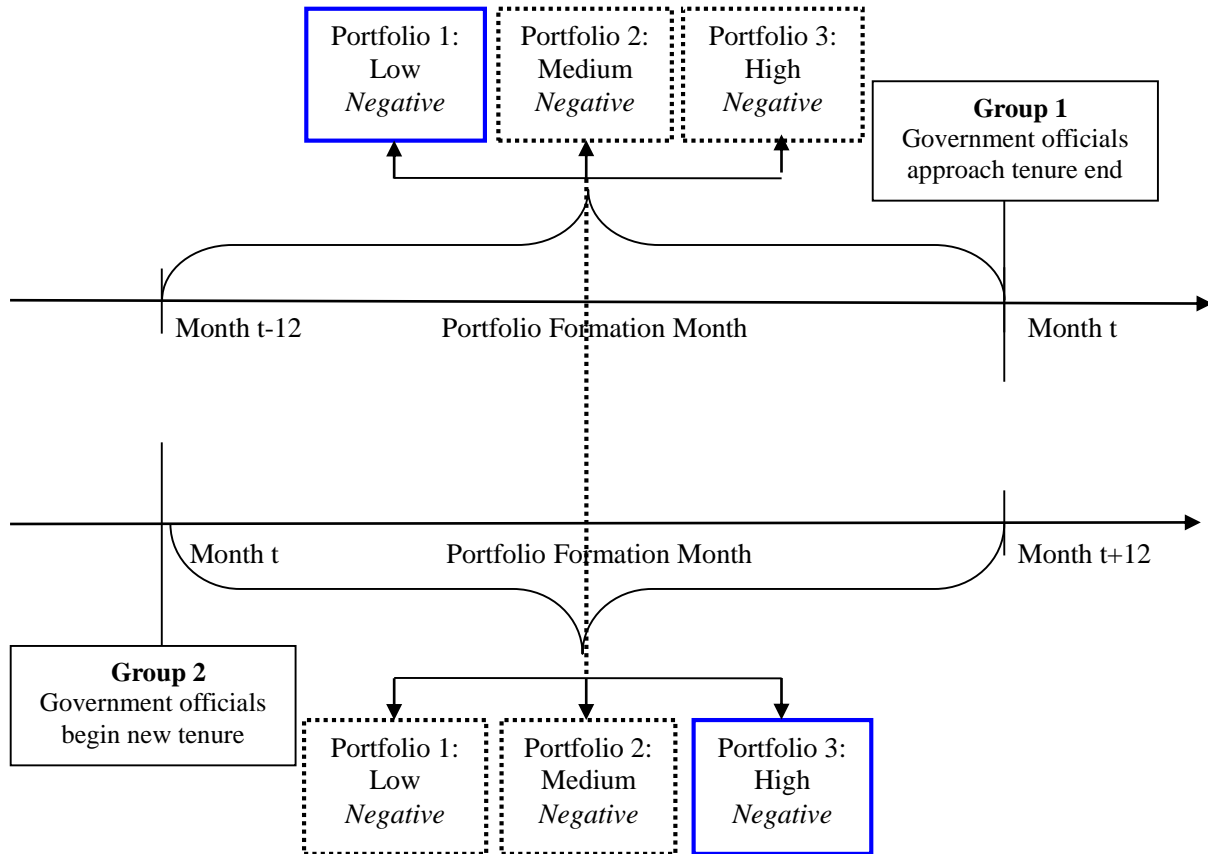 Portfolio 1:
Low
Negative
Portfolio 2:
Medium
Negative
Portfolio 3:
High
Negative
Group 1
Government officials
approach tenure end
Month t-12
Portfolio Formation Month
Month t
Month t
Portfolio Formation Month
Month t+12
Group 2
Government officials
begin new tenure
Portfolio 1:
Low
Negative
Portfolio 2:
Medium
Negative
Portfolio 3:
High
Negative